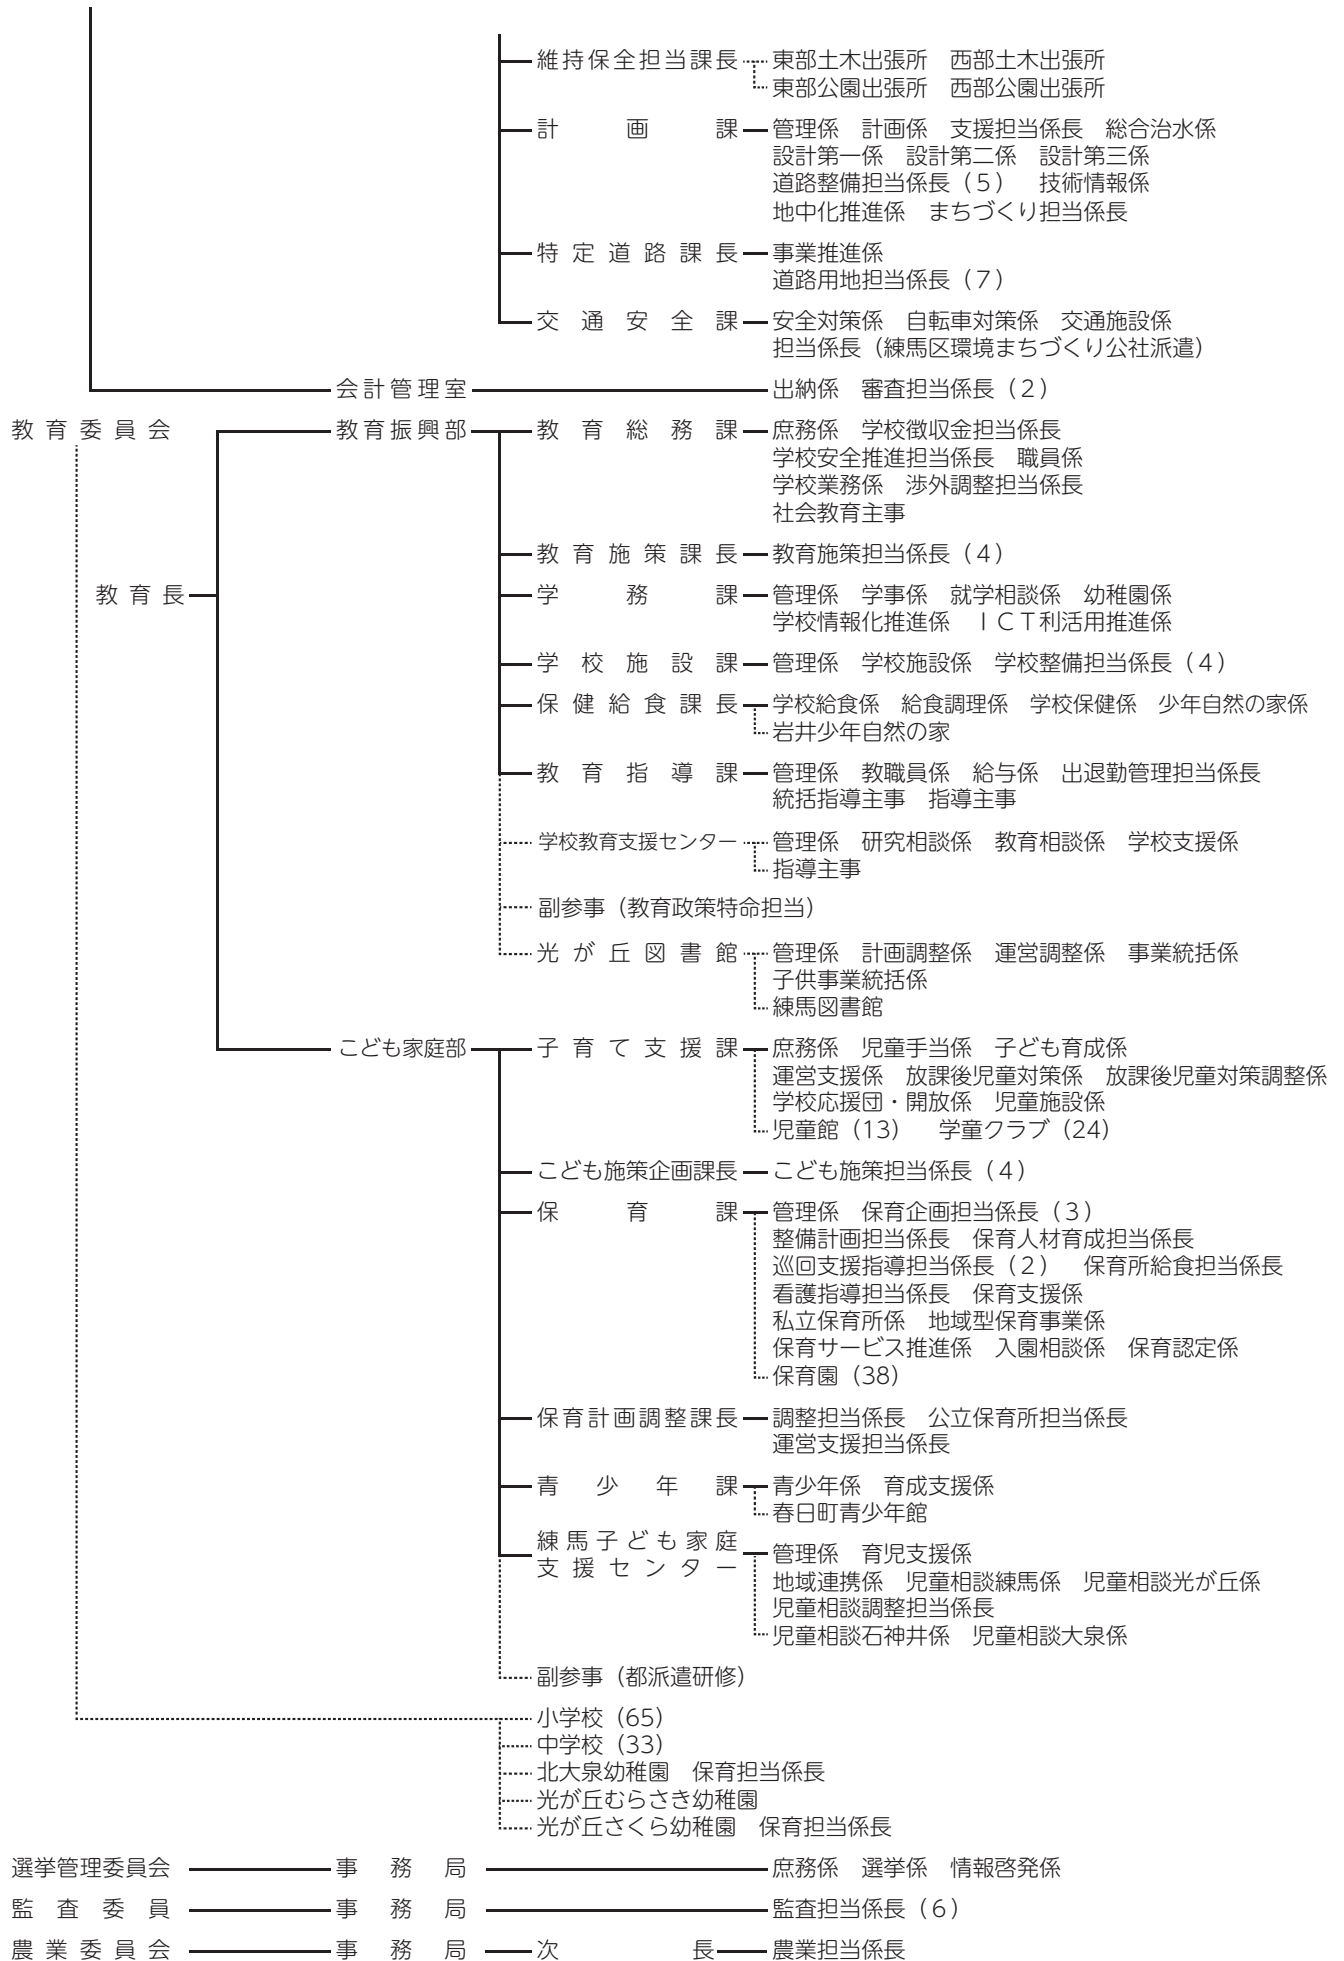 維持保全担当課長 東部土木出張所 西部土木出張所
東部公園出張所 西部公園出張所
計画課 管理係 計画係 支援担当係長 総合治水係
設計第一係 設計第二係 設計第三係
道路整備担当係長（5） 技術情報係
地中化推進係 まちづくり担当係長
特定道路課長 事業推進係
道路用地担当係長（7）
交通安全課 安全対策係 自転車対策係 交通施設係
担当係長（練馬区環境まちづくり公社派遣）
会計管理室 出納係 審査担当係長（2）
教育委員会 教育振興部 教育総務課 庶務係 学校徴収金担当係長
学校安全推進担当係長 職員係
学校業務係 渉外調整担当係長
社会教育主事
教育施策課長 教育施策担当係長（4）
教育長 学務課 管理係 学事係 就学相談係 幼稚園係
学校情報化推進係 ＩＣＴ利活用推進係
学校施設課 管理係 学校施設係 学校整備担当係長（4）
保健給食課長 学校給食係 給食調理係 学校保健係 少年自然の家係
岩井少年自然の家
教育指導課 管理係 教職員係 給与係 出退勤管理担当係長
統括指導主事 指導主事
学校教育支援センター 管理係 研究相談係 教育相談係 学校支援係
指導主事
副参事（教育政策特命担当）
光が丘図書館 管理係 計画調整係 運営調整係 事業統括係
子供事業統括係
練馬図書館
こども家庭部 子育て支援課 庶務係 児童手当係 子ども育成係
運営支援係 放課後児童対策係 放課後児童対策調整係
学校応援団・開放係 児童施設係
児童館（13） 学童クラブ（24）
こども施策企画課長 こども施策担当係長（4）
保育課 管理係 保育企画担当係長（3）
整備計画担当係長 保育人材育成担当係長
巡回支援指導担当係長（2） 保育所給食担当係長
看護指導担当係長 保育支援係
私立保育所係 地域型保育事業係
保育サービス推進係 入園相談係 保育認定係
保育園（38）
保育計画調整課長 調整担当係長 公立保育所担当係長
運営支援担当係長
青少年課 青少年係 育成支援係
春日町青少年館
練馬子ども家庭
支援センター 管理係 育児支援係
地域連携係 児童相談練馬係 児童相談光が丘係
児童相談調整担当係長
児童相談石神井係 児童相談大泉係
副参事（都派遣研修）
小学校（65）
中学校（33）
北大泉幼稚園 保育担当係長
光が丘むらさき幼稚園
光が丘さくら幼稚園 保育担当係長
選挙管理委員会 事務局 庶務係 選挙係 情報啓発係
監査委員 事務局 監査担当係長（6）
農業委員会 事務局 次長 農業担当係長